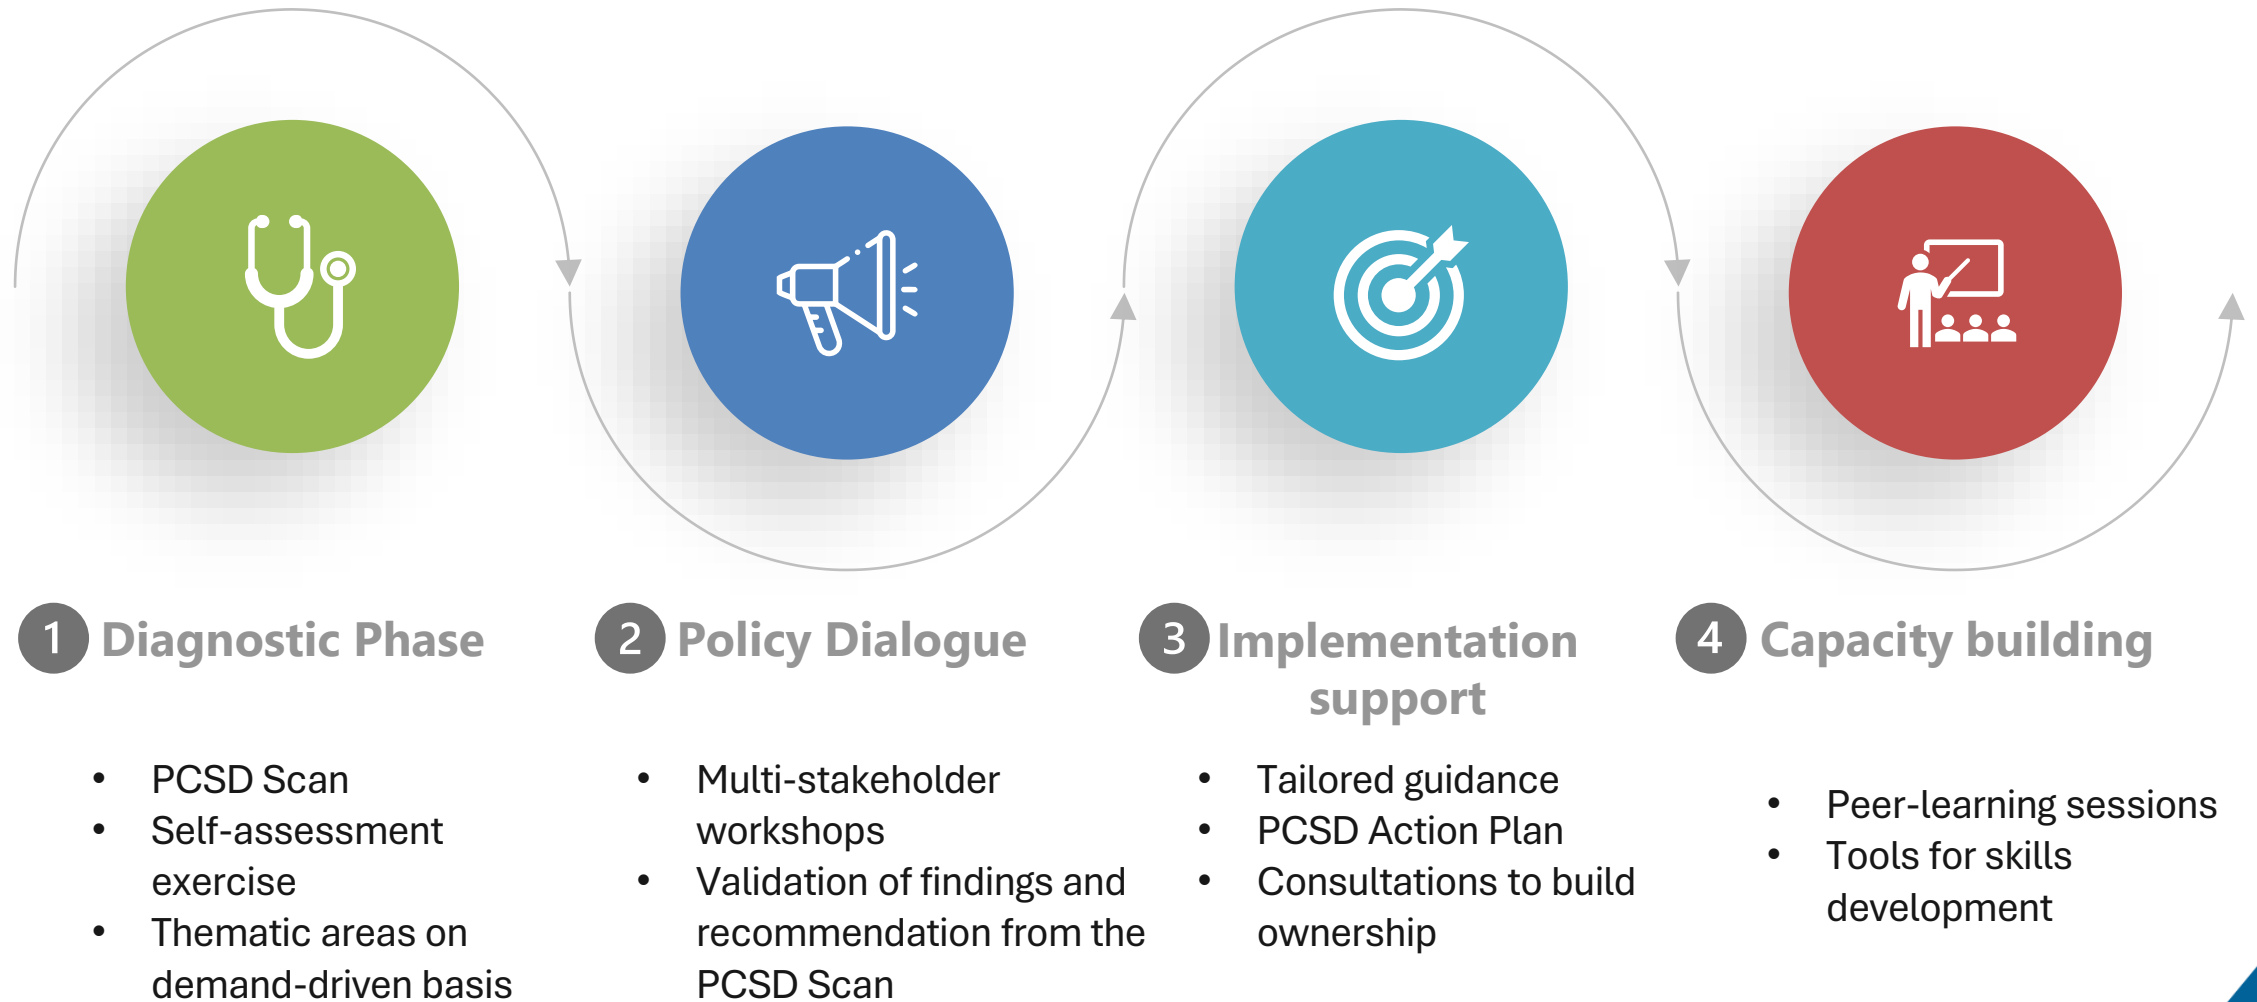 1 Diagnostic Phase
• PCSD Scan
• Self-assessment
exercise
• Thematic areas on
demand-driven basis
2 Policy Dialogue
• Multi-stakeholder
workshops
• Validation of findings and
recommendation from the
PCSD Scan
3 Implementation
support
• Tailored guidance
• PCSD Action Plan
• Consultations to build
ownership
4 Capacity building
• Peer-learning sessions
• Tools for skills
development